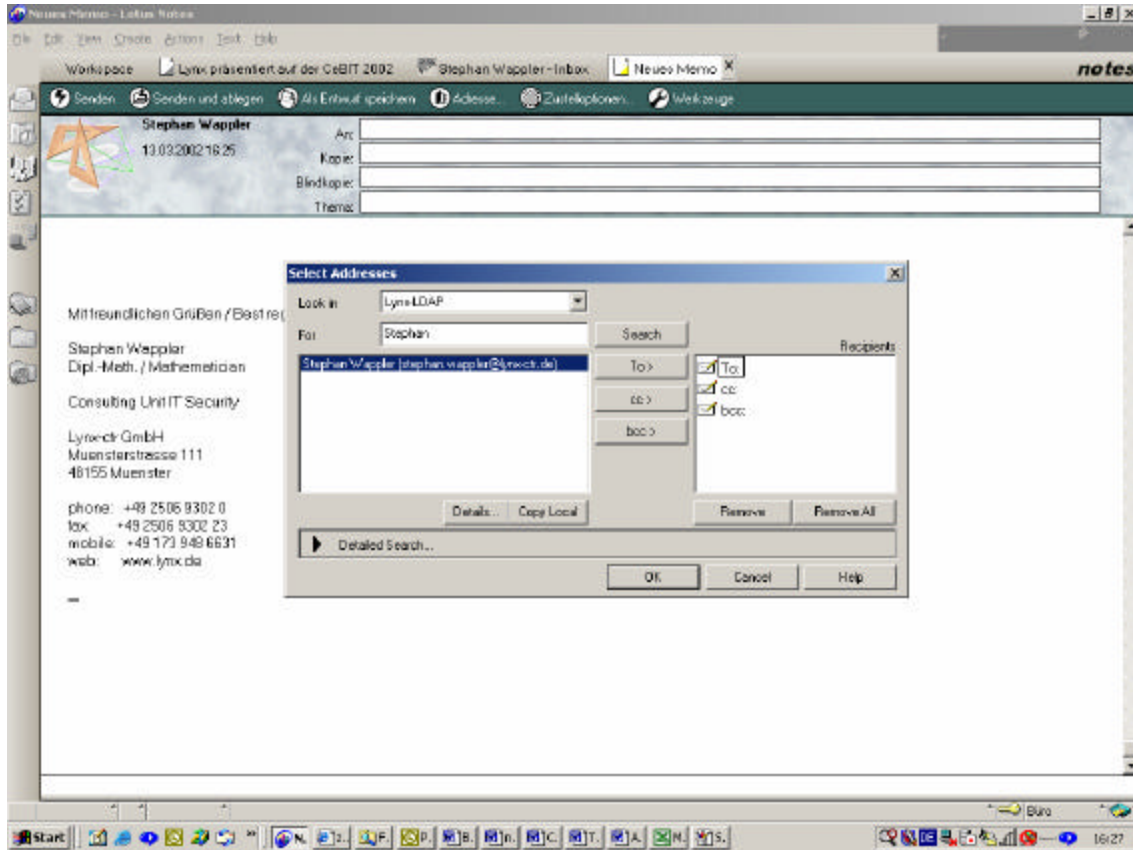 Neues Memo - Lotus Notes
File Edit View Create Actions Text Help
Workspace Lynx präsentiert auf der CeBIT 2002 Stephan Wappler - Inbox Neues Memo notes
Senden Senden und ablegen Als Entwurf speichern Adresse... Zustelloptionen... Werkzeuge
Stephan Wappler
13.03.2002 16:25
An:
Kopie:
Blindkopie:
Thema:
Mit freundlichen Grüßen / Best
Stephan Wappler
Dipl.-Math. / Mathematician
Consulting Unit IT Security
Lynx-ctr GmbH
Muensterstrasse 111
48155 Muenster
phone: +49 2506 9302 0
fax: +49 2506 9302 23
mobile: +49 173 948 6631
web: www.lynx.de
Select Addresses
Look in Lynx-LDAP
For Stephan Search
Recipients
Stephan Wappler (stephan.wappler@lynx-ctr.de)
To > To:
cc > cc:
bcc > bcc:
Details... Copy Local Remove Remove All
Detailed Search...
OK Cancel Help
Büro
Start N. 2. F. P. B. n. C. T. A. M. S. DE 16:27